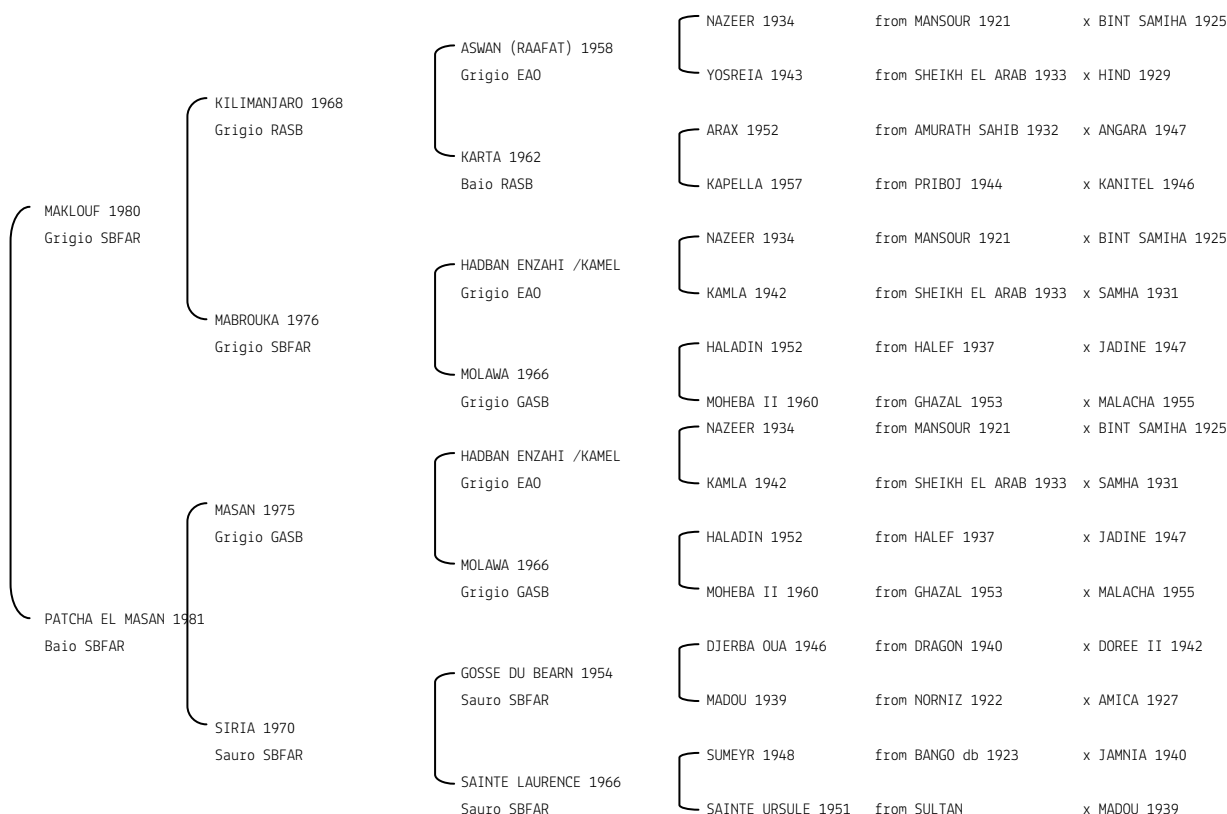 NAZEER 1934 from MANSOUR 1921 x BINT SAMIHA 1925
ASWAN (RAAFAT) 1958
Grigio EAO YOSREIA 1943 from SHEIKH EL ARAB 1933 x HIND 1929
KILIMANJARO 1968
Grigio RASB ARAX 1952 from AMURATH SAHIB 1932 x ANGARA 1947
KARTA 1962
Baio RASB KAPELLA 1957 from PRIBOJ 1944 x KANITEL 1946
MAKLOUF 1980
Grigio SBFAR NAZEER 1934 from MANSOUR 1921 x BINT SAMIHA 1925
HADBAN ENZAHI /KAMEL
Grigio EAO KAMLA 1942 from SHEIKH EL ARAB 1933 x SAMHA 1931
MABROUKA 1976
Grigio SBFAR HALADIN 1952 from HALEF 1937 x JADINE 1947
MOLAWA 1966
Grigio GASB MOHEBA II 1960 from GHAZAL 1953 x MALACHA 1955
NAZEER 1934 from MANSOUR 1921 x BINT SAMIHA 1925
HADBAN ENZAHI /KAMEL
Grigio EAO KAMLA 1942 from SHEIKH EL ARAB 1933 x SAMHA 1931
MASAN 1975
Grigio GASB HALADIN 1952 from HALEF 1937 x JADINE 1947
MOLAWA 1966
Grigio GASB MOHEBA II 1960 from GHAZAL 1953 x MALACHA 1955
PATCHA EL MASAN 1981
Baio SBFAR DJERBA OUA 1946 from DRAGON 1940 x DOREE II 1942
GOSSE DU BEARN 1954
Sauro SBFAR MADOU 1939 from NORNIZ 1922 x AMICA 1927
SIRIA 1970
Sauro SBFAR SUMEYR 1948 from BANGO db 1923 x JAMNIA 1940
SAINTE LAURENCE 1966
Sauro SBFAR SAINTE URSULE 1951 from SULTAN x MADOU 1939